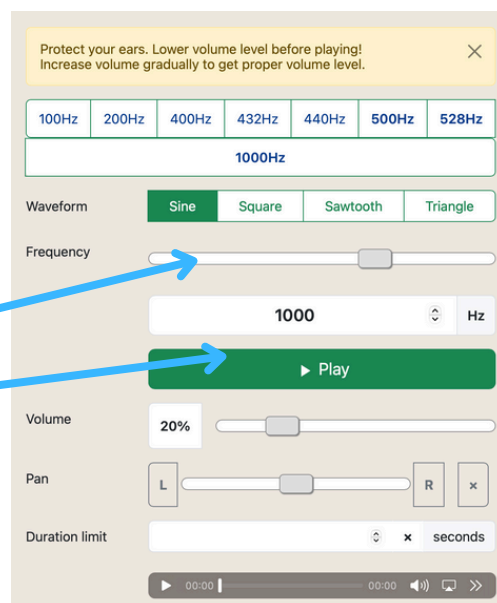 Protect your ears. Lower volume level before playing!
Increase volume gradually to get proper volume level.
100Hz 200Hz 400Hz 432Hz 440Hz 500Hz 528Hz
1000Hz
Waveform Sine Square Sawtooth Triangle
Frequency
1000 Hz
Play
Volume 20%
Pan L R ×
Duration limit × seconds
00:00 00:00